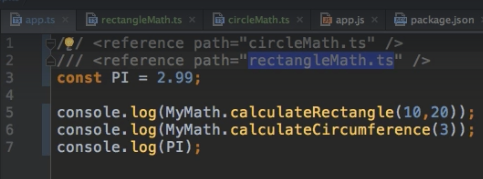 app.ts rectangleMath.ts circleMath.ts app.js package.json
1 /// <reference path="circleMath.ts" />
2 /// <reference path="rectangleMath.ts" />
3 const PI = 2.99;
4
5 console.log(MyMath.calculateRectangle(10,20));
6 console.log(MyMath.calculateCircumference(3));
7 console.log(PI);